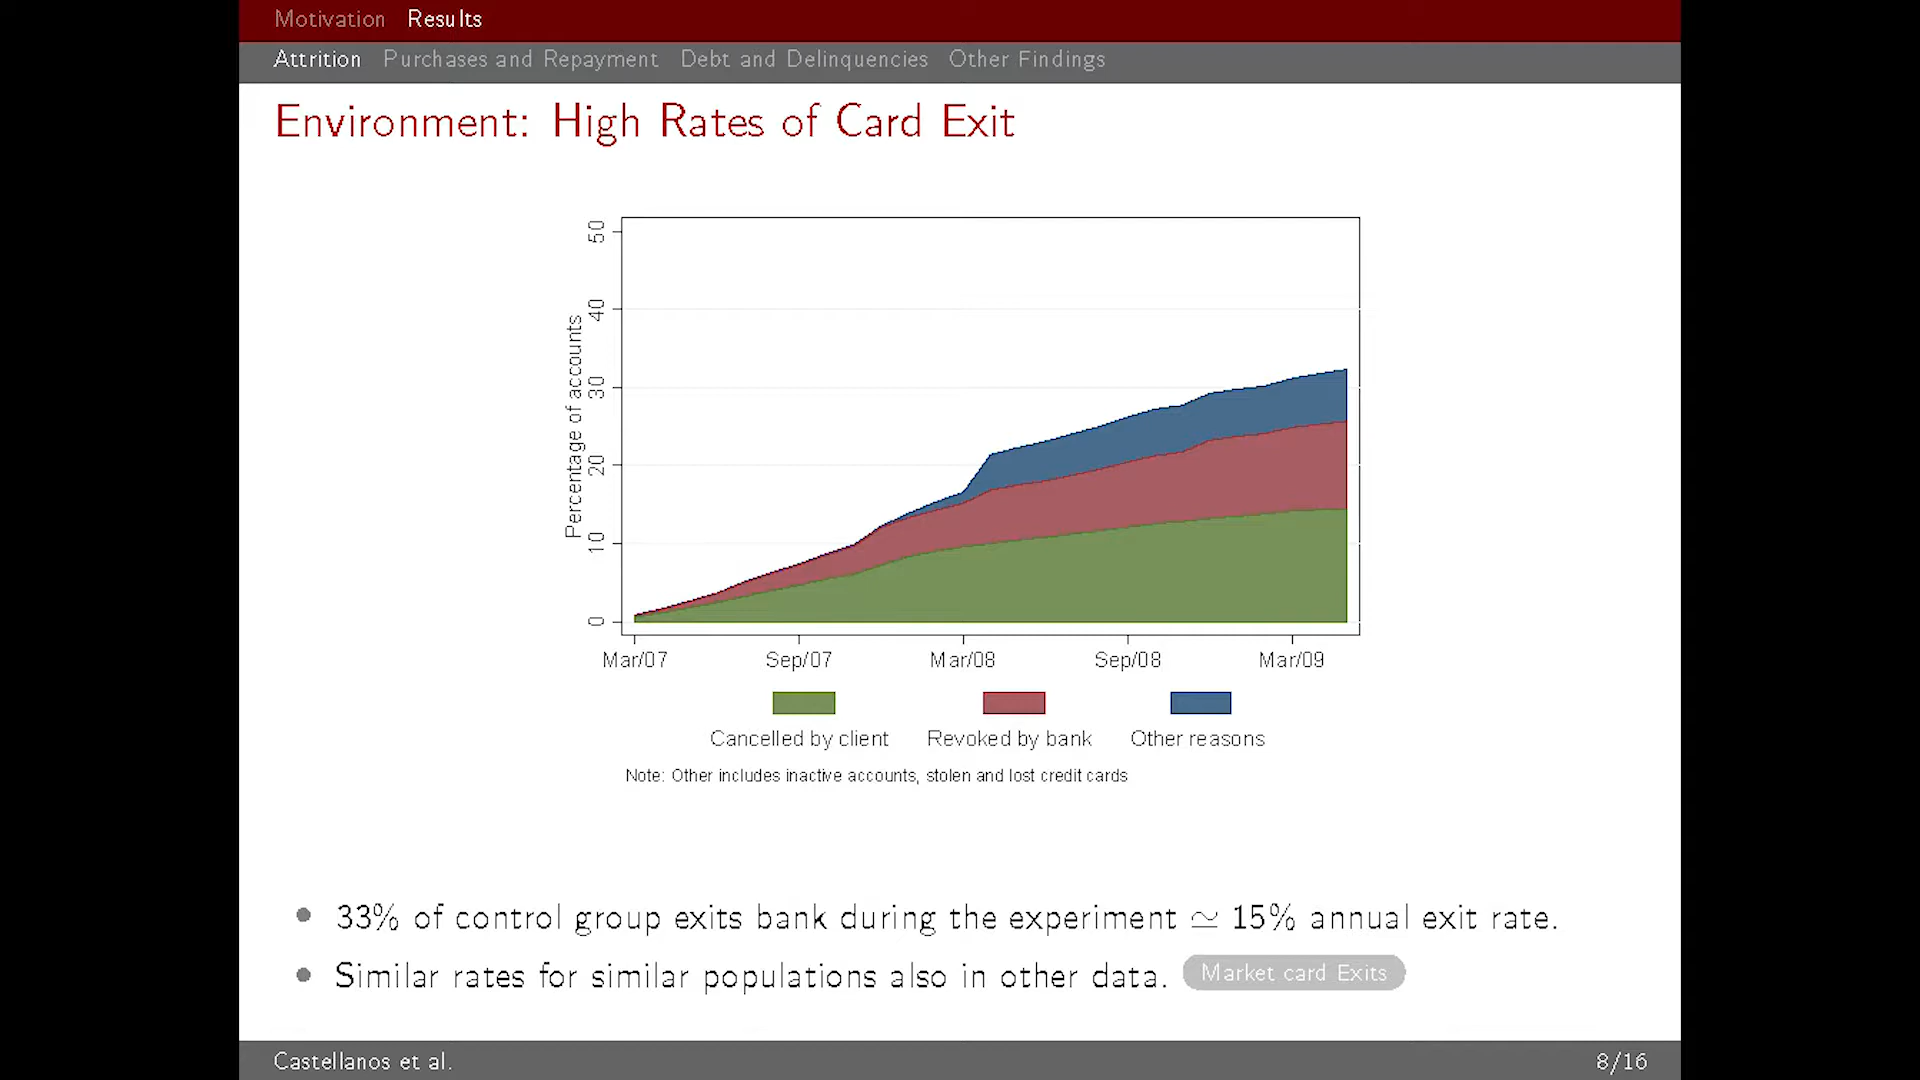 Motivation Results
Attrition Purchases and Repayment Debt and Delinquencies Other Findings
Environment: High Rates of Card Exit
Percentage of accounts
50
40
30
20
10
0
Mar/07 Sep/07 Mar/08 Sep/08 Mar/09
Cancelled by client Revoked by bank Other reasons
Note: Other includes inactive accounts, stolen and lost credit cards
• 33% of control group exits bank during the experiment ≃ 15% annual exit rate.
• Similar rates for similar populations also in other data. Market card Exits
Castellanos et al. 8/16